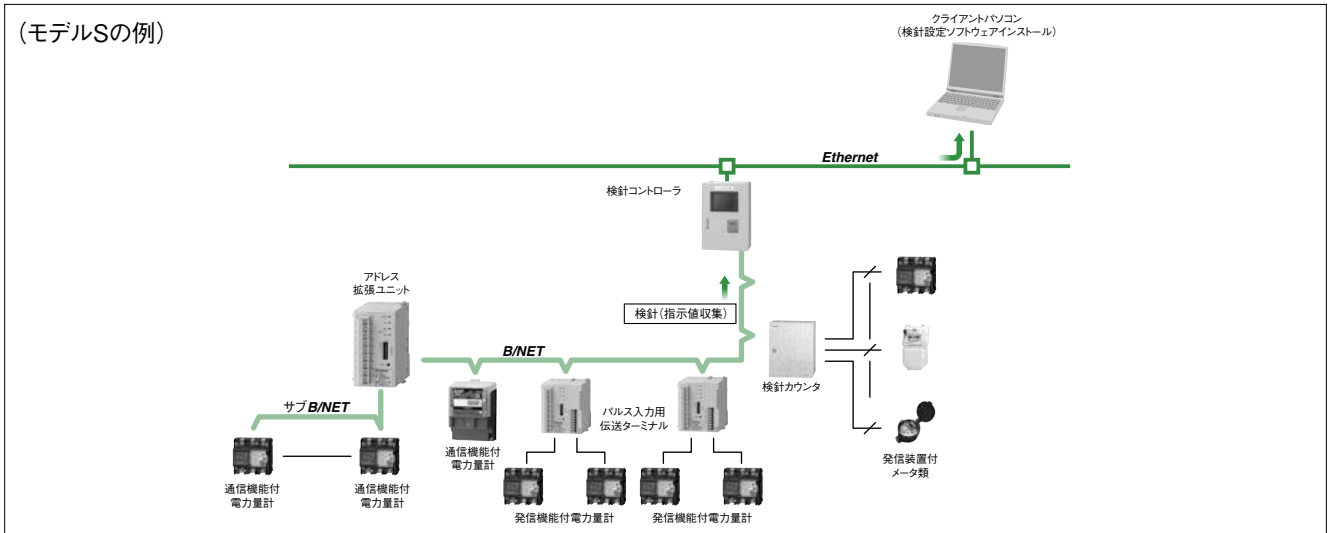 （モデルSの例）
クライアントパソコン
（検針設定ソフトウェアインストール）
Ethernet
検針コントローラ
アドレス
拡張ユニット
検針（指示値収集）
B/NET
検針カウンタ
サブB/NET
パルス入力用
伝送ターミナル
通信機能付
電力量計
発信装置付
メータ類
通信機能付
電力量計
通信機能付
電力量計
発信機能付電力量計
発信機能付電力量計